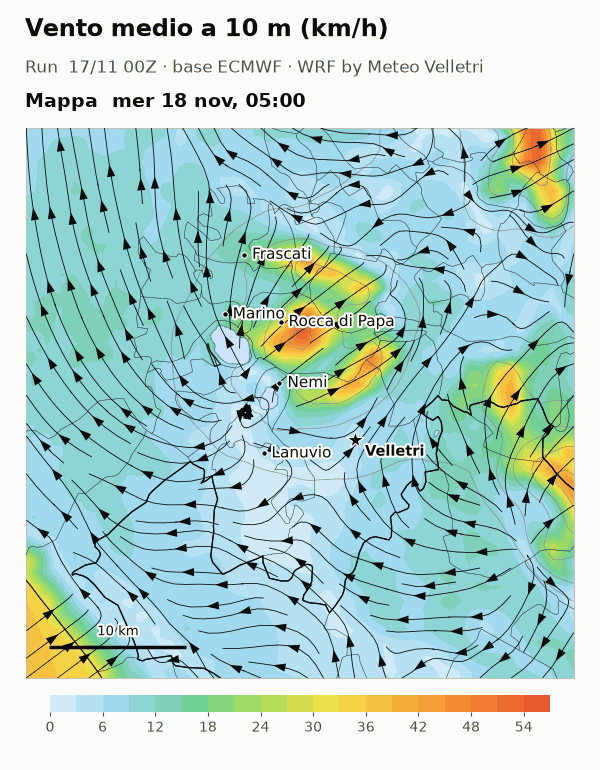 Vento medio a 10 m (km/h)
Run 17/11 00Z · base ECMWF · WRF by Meteo Velletri
Mappa mer 18 nov, 05:00
Frascati
Marino
Rocca di Papa
Nemi
Velletri
Lanuvio
10 km
0 6 12 18 24 30 36 42 48 54